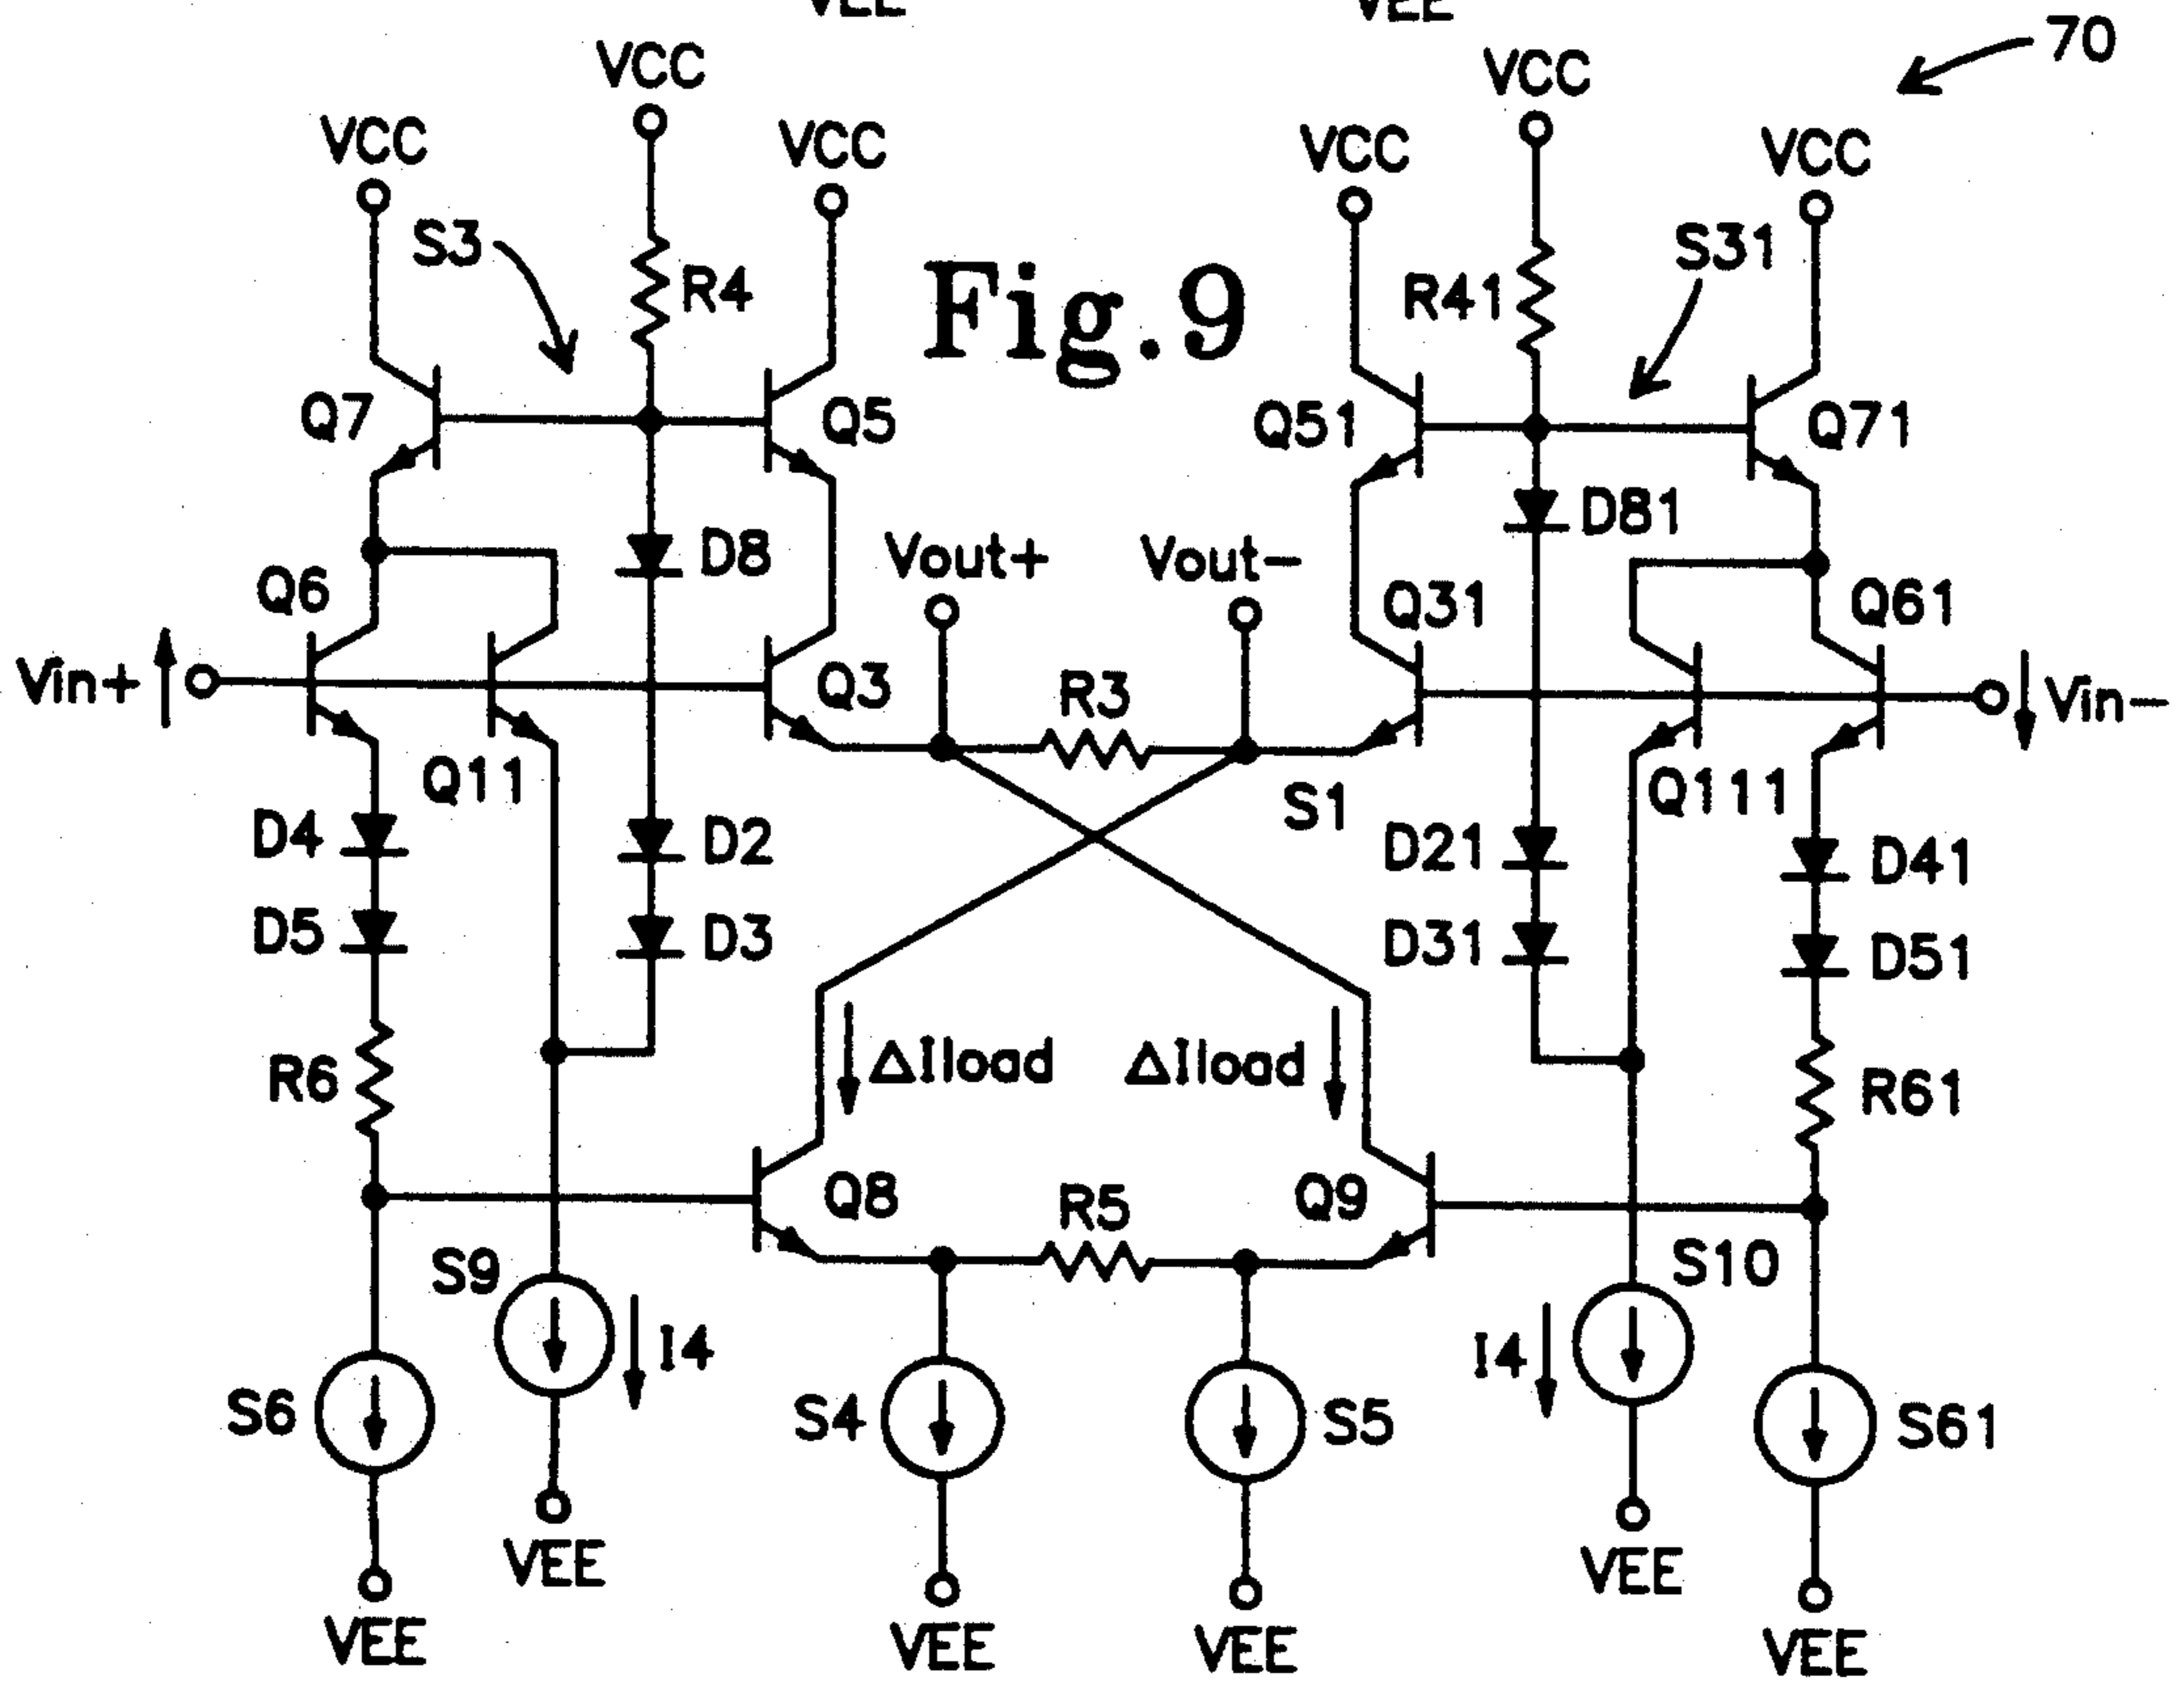 VEE VEE
70
VCC VCC
VCC VCC VCC VCC
S3 S31
R4 Fig.9 R41
Q7 Q5 Q51 Q71
D8 D81
Vout+ Vout-
Q6 Q31 Q61
Vin+ Q3 R3 Vin-
Q11 S1 Q111
D4 D2 D21 D41
D5 D3 D31 D51
R6 ΔIload ΔIload R61
Q8 R5 Q9
S9 S10
I4 I4
S6 S4 S5 S61
VEE VEE
VEE VEE VEE VEE